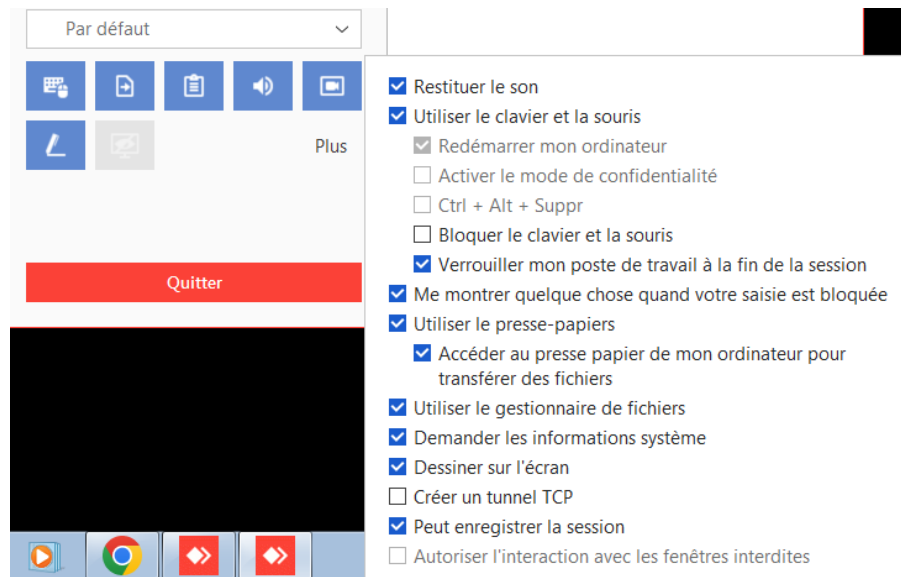 Par défaut
Plus
Quitter
Restituer le son
Utiliser le clavier et la souris
Redémarrer mon ordinateur
Activer le mode de confidentialité
Ctrl + Alt + Suppr
Bloquer le clavier et la souris
Verrouiller mon poste de travail à la fin de la session
Me montrer quelque chose quand votre saisie est bloquée
Utiliser le presse-papiers
Accéder au presse papier de mon ordinateur pour
transférer des fichiers
Utiliser le gestionnaire de fichiers
Demander les informations système
Dessiner sur l'écran
Créer un tunnel TCP
Peut enregistrer la session
Autoriser l'interaction avec les fenêtres interdites